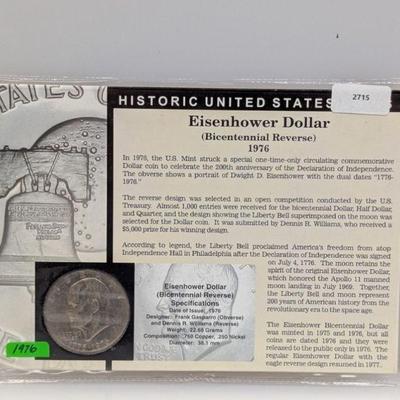 TATES O
2715
HISTORIC UNITED STATES
Eisenhower Dollar
(Bicentennial Reverse)
1976
In 1976, the U.S. Mint struck a special one-time-only circulating commemorative
Dollar coin to celebrate the 200th anniversary of the Declaration of Independence.
The obverse shows a portrait of Dwight D. Eisenhower with the dual dates "1776-
1976."
The reverse design was selected in an open competition conducted by the U.S.
Treasury. Almost 1,000 entries were received for the bicentennial Dollar, Half Dollar
and Quarter, and the design showing the Liberty Bell superimposed on the moon was
selected for the Dollar coin. It was submitted by Dennis R. Williams, who received a
$5,000 prize for his winning design.
According to legend, the Liberty Bell proclaimed America's freedom from atop
Independence Hall in Philadelphia after the Declaration of Independence was signed
on July 4, 1776. The moon retains the
spirit of the original Eisenhower Dollar,
which honored the Apollo 11 manned
moon landing in July 1969. Together,
the Liberty Bell and moon represent
200 years of American history from the
revolutionary era to the space age.
The Eisenhower Bicentennial Dollar
was minted in 1975 and 1976, but all
coins are dated 1976 and they were
released to the public only in 1976. The
regular Eisenhower Dollar with the
eagle reverse design resumed in 1977.
Eisenhower Dollar
(Bicentennial Reverse)
Specifications
Date of Issue: 1976
Designer: Frank Gasparro (Obverse)
and Dennis R. Williams (Reverse)
Weight: 22.68 Grams
Composition: .750 Copper, .250 Nickel
Diameter: 38.1 mm
TRUST
1976